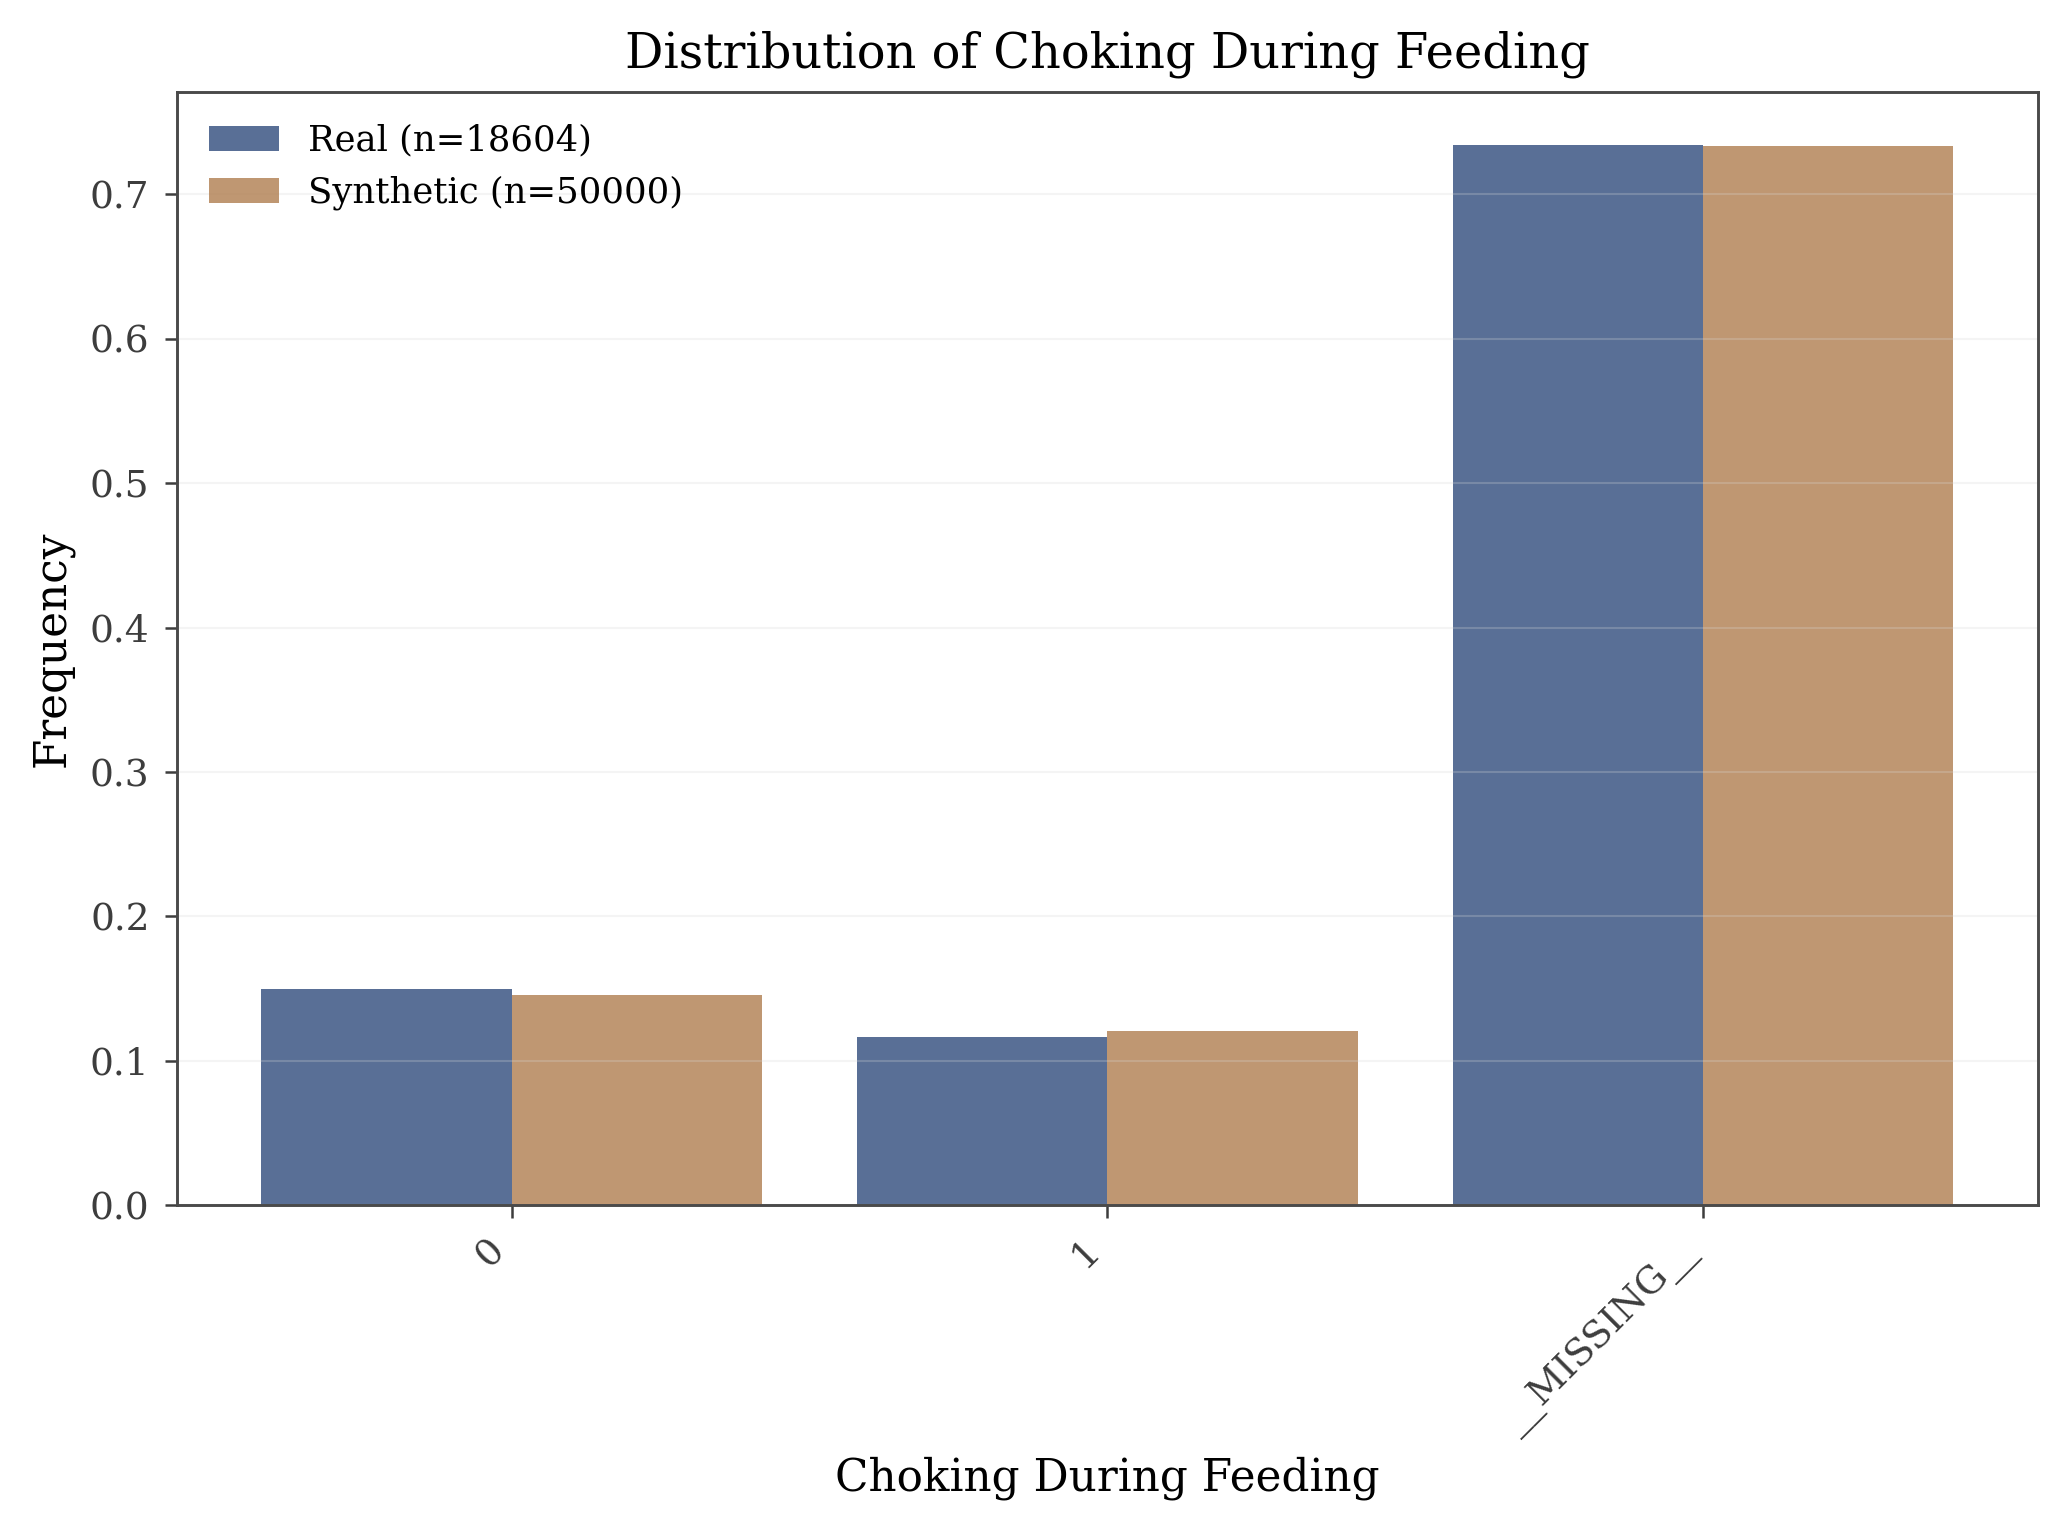 Distribution of Choking During Feeding
Real (n=18604)
Synthetic (n=50000)
Frequency
0.7
0.6
0.5
0.4
0.3
0.2
0.1
0.0
0
1
__MISSING__
Choking During Feeding